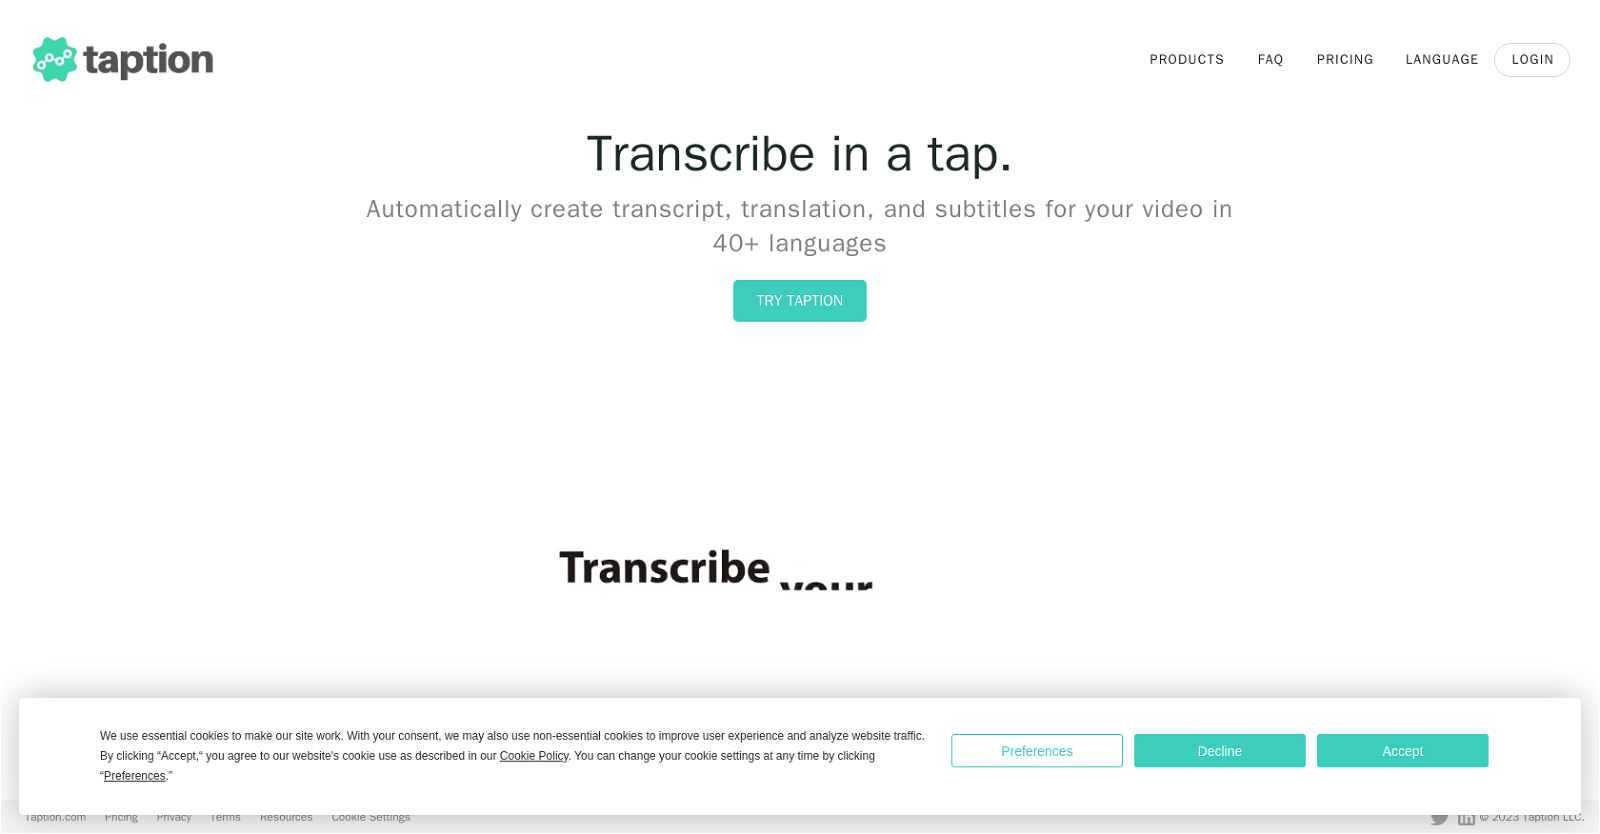 taption
PRODUCTS
FAQ
PRICING
LANGUAGE
LOGIN
Transcribe in a tap.
Automatically create transcript, translation, and subtitles for your video in
40+ languages
TRY TAPTION
Transcribe your
We use essential cookies to make our site work. With your consent, we may also use non-essential cookies to improve user experience and analyze website traffic.
By clicking “Accept,“ you agree to our website's cookie use as described in our Cookie Policy. You can change your cookie settings at any time by clicking
“Preferences.”
Preferences
Decline
Accept
Taption.com
Pricing
Privacy
Terms
Resources
Cookie Settings
© 2023 Taption LLC.